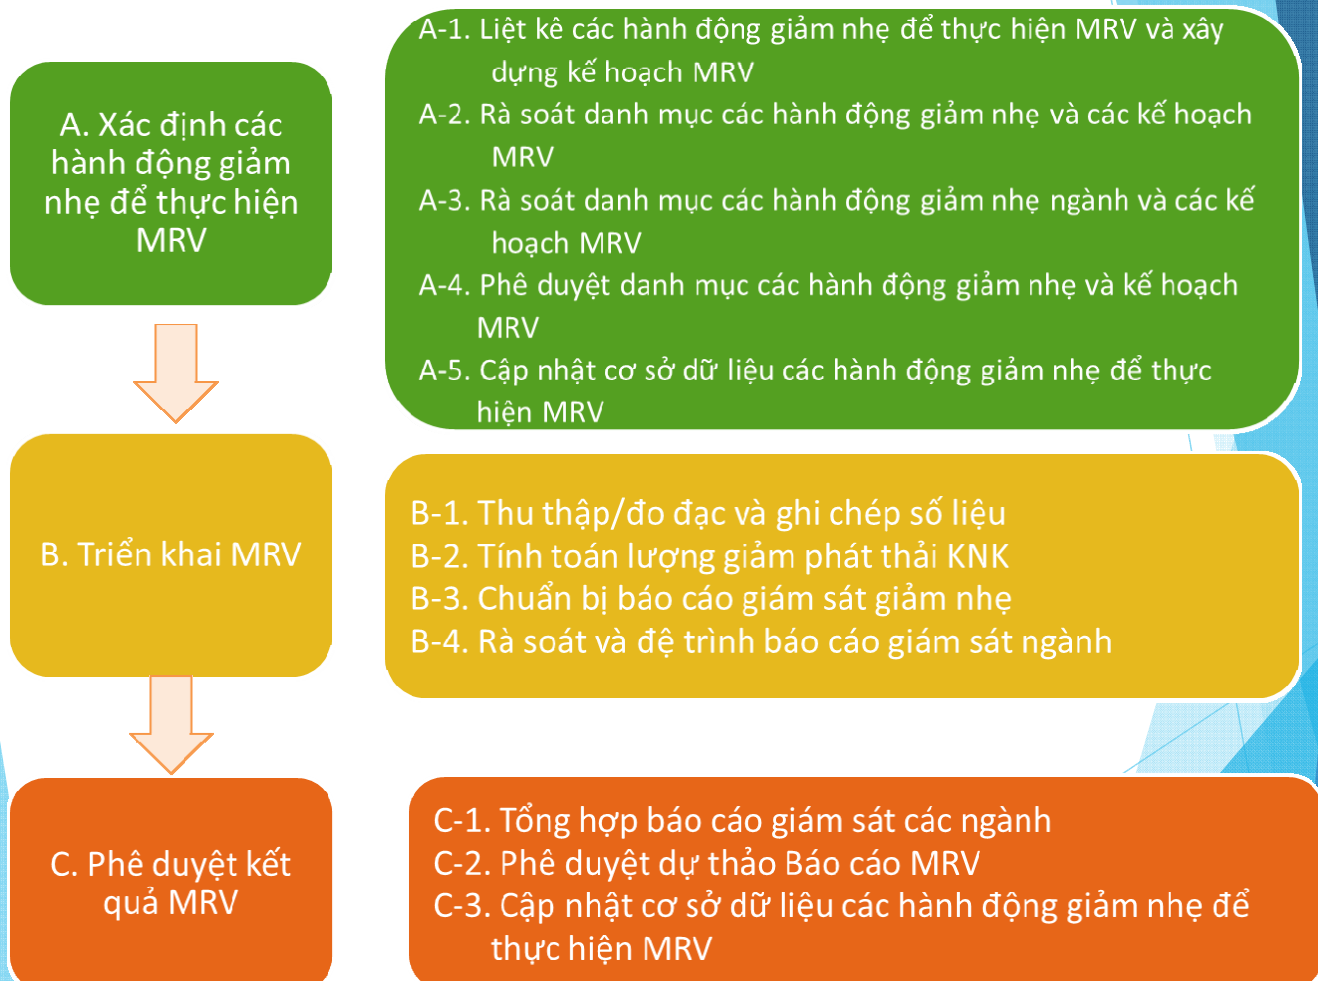 A. Xác định các
hành động giảm
nhẹ để thực hiện
MRV
A-1. Liệt kê các hành động giảm nhẹ để thực hiện MRV và xây
dựng kế hoạch MRV
A-2. Rà soát danh mục các hành động giảm nhẹ và các kế hoạch
MRV
A-3. Rà soát danh mục các hành động giảm nhẹ ngành và các kế
hoạch MRV
A-4. Phê duyệt danh mục các hành động giảm nhẹ và kế hoạch
MRV
A-5. Cập nhật cơ sở dữ liệu các hành động giảm nhẹ để thực
hiện MRV
B. Triển khai MRV
B-1. Thu thập/đo đạc và ghi chép số liệu
B-2. Tính toán lượng giảm phát thải KNK
B-3. Chuẩn bị báo cáo giám sát giảm nhẹ
B-4. Rà soát và đệ trình báo cáo giám sát ngành
C. Phê duyệt kết
quả MRV
C-1. Tổng hợp báo cáo giám sát các ngành
C-2. Phê duyệt dự thảo Báo cáo MRV
C-3. Cập nhật cơ sở dữ liệu các hành động giảm nhẹ để
thực hiện MRV